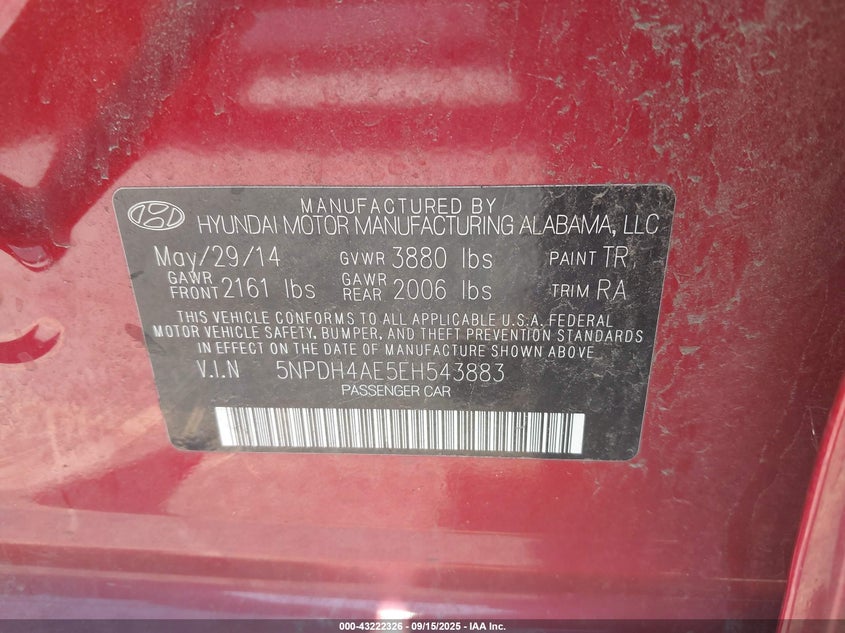 MANUFACTURED BY
HYUNDAI MOTOR MANUFACTURING ALABAMA, LLC
May/29/14 GVWR 3880 lbs PAINT TR
GAWR FRONT 2161 lbs GAWR REAR 2006 lbs TRIM RA
THIS VEHICLE CONFORMS TO ALL APPLICABLE U.S.A. FEDERAL
MOTOR VEHICLE SAFETY, BUMPER, AND THEFT PREVENTION STANDARDS
IN EFFECT ON THE DATE OF MANUFACTURE SHOWN ABOVE
V.I.N 5NPDH4AE5EH543883
PASSENGER CAR
000-43222326 - 09/15/2025 - IAA Inc.